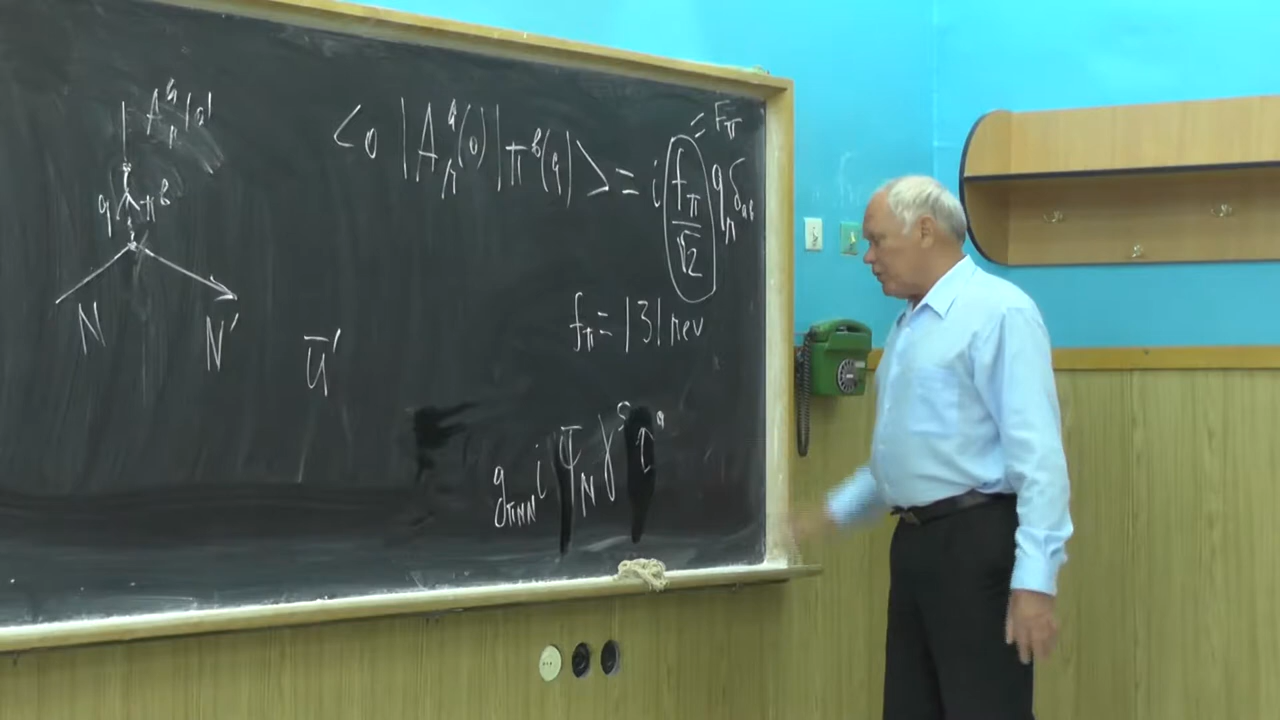 A^a_μ(0)
<0|A^a_μ(0)|π^b(q)> = i (f_π/√2) q_μ δ_ab
= F_π
q π^b
N N' ū'
f_π = 131 MeV
g_πNN i ψ̄_N γ^5 τ^a